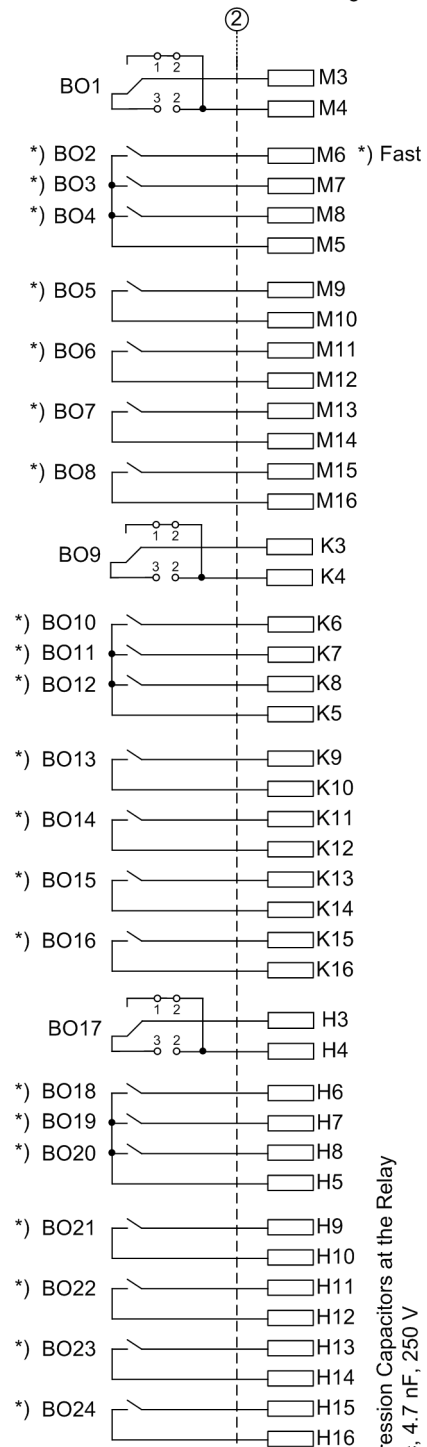 2
1 2
BO1 M3
3 2 M4
*) BO2 M6 *) Fast
*) BO3 M7
*) BO4 M8
M5
*) BO5 M9
M10
*) BO6 M11
M12
*) BO7 M13
M14
*) BO8 M15
M16
1 2
BO9 K3
3 2 K4
*) BO10 K6
*) BO11 K7
*) BO12 K8
K5
*) BO13 K9
K10
*) BO14 K11
K12
*) BO15 K13
K14
*) BO16 K15
K16
1 2
BO17 H3
3 2 H4
*) BO18 H6
*) BO19 H7
*) BO20 H8
H5
*) BO21 H9
H10
*) BO22 H11
H12
*) BO23 H13
H14
*) BO24 H15
H16
ression Capacitors at the Relay
, 4.7 nF, 250 V